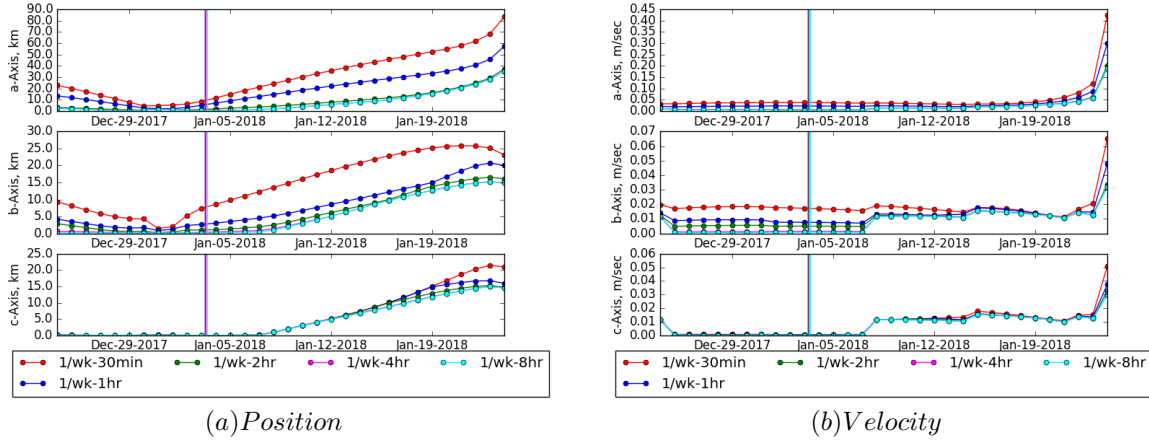 90.0
80.0
70.0
60.0
50.0
40.0
30.0
20.0
10.0
0.0
a-Axis, km
Dec-29-2017 Jan-05-2018 Jan-12-2018 Jan-19-2018
30.0
25.0
20.0
15.0
10.0
5.0
0.0
b-Axis, km
Dec-29-2017 Jan-05-2018 Jan-12-2018 Jan-19-2018
25.0
20.0
15.0
10.0
5.0
0.0
c-Axis, km
Dec-29-2017 Jan-05-2018 Jan-12-2018 Jan-19-2018
1/wk-30min 1/wk-2hr 1/wk-4hr 1/wk-8hr
1/wk-1hr
(a)Position
0.45
0.40
0.35
0.30
0.25
0.20
0.15
0.10
0.05
0.00
a-Axis, m/sec
Dec-29-2017 Jan-05-2018 Jan-12-2018 Jan-19-2018
0.07
0.06
0.05
0.04
0.03
0.02
0.01
0.00
b-Axis, m/sec
Dec-29-2017 Jan-05-2018 Jan-12-2018 Jan-19-2018
0.06
0.05
0.04
0.03
0.02
0.01
0.00
c-Axis, m/sec
Dec-29-2017 Jan-05-2018 Jan-12-2018 Jan-19-2018
1/wk-30min 1/wk-2hr 1/wk-4hr 1/wk-8hr
1/wk-1hr
(b)Velocity